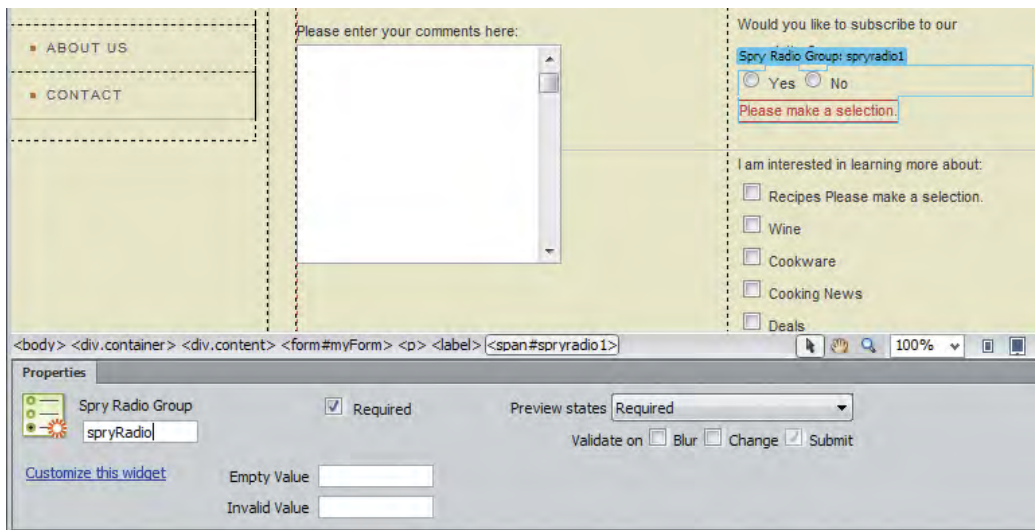 ABOUT US
CONTACT
Please enter your comments here:
Would you like to subscribe to our
Spry Radio Group: spryradio1
Yes No
Please make a selection.
I am interested in learning more about:
Recipes Please make a selection.
Wine
Cookware
Cooking News
Deals
<body> <div.container> <div.content> <form#myForm> <p> <label> <span#spryradio1> 100%
Properties
Spry Radio Group
spryRadio
Required
Preview states Required
Validate on Blur Change Submit
Customize this widget
Empty Value
Invalid Value